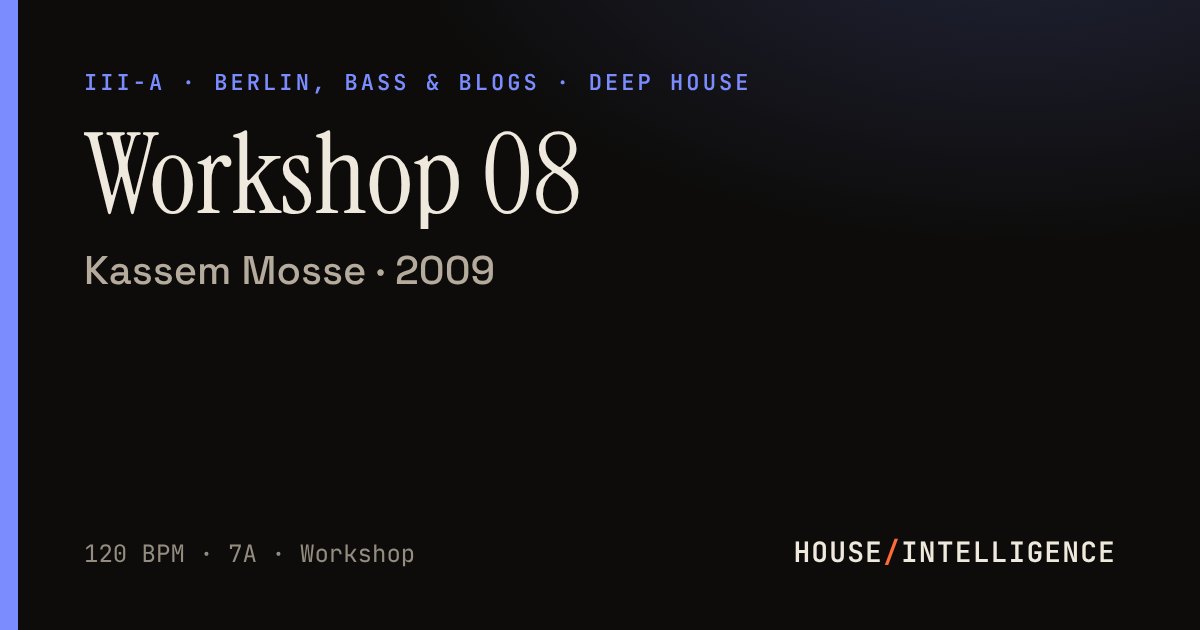 III-A · BERLIN, BASS & BLOGS · DEEP HOUSE
Workshop 08
Kassem Mosse · 2009
120 BPM · 7A · Workshop
HOUSE/INTELLIGENCE